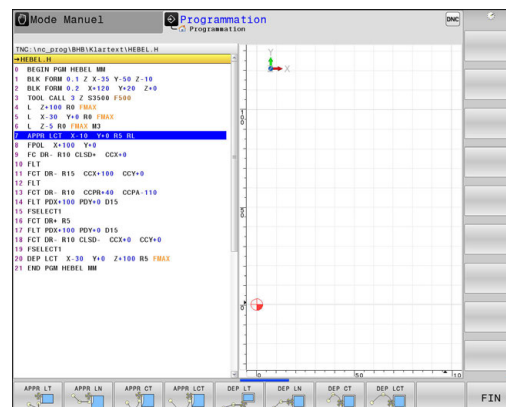 Mode Manuel
Programmation
Programmation
DNC
TNC:\nc_prog\BHB\Klartext\HEBEL.H
→HEBEL.H
0 BEGIN PGM HEBEL MM
1 BLK FORM 0.1 Z X-35 Y-50 Z-10
2 BLK FORM 0.2 X+120 Y+20 Z+0
3 TOOL CALL 3 Z S3500 F500
4 L Z+100 R0 FMAX
5 L X-30 Y+0 R0 FMAX
6 L Z-5 R0 FMAX M3
7 APPR LCT X-10 Y+0 R5 RL
8 FPOL X+100 Y+0
9 FC DR- R10 CLSD+ CCX+0
10 FLT
11 FCT DR- R15 CCX+100 CCY+0
12 FLT
13 FCT DR- R10 CCPR+40 CCPA-110
14 FLT PDX+100 PDY+0 D15
15 FSELECT1
16 FCT DR+ R5
17 FLT PDX+100 PDY+0 D15
18 FCT DR- R10 CLSD- CCX+0 CCY+0
19 FSELECT1
20 DEP LCT X-30 Y+0 Z+100 R5 FMAX
21 END PGM HEBEL MM
Y
X
100
50
0
0
50
10
APPR LT
APPR LN
APPR CT
APPR LCT
DEP LT
DEP LN
DEP CT
DEP LCT
FIN